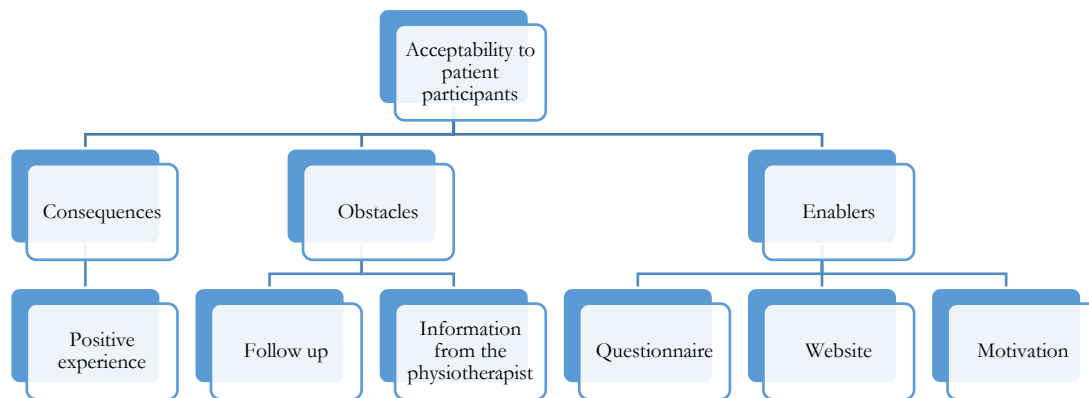 Acceptability to
patient
participants
Consequences
Obstacles
Enablers
Positive
experience
Follow up
Information
from the
physiotherapist
Questionnaire
Website
Motivation